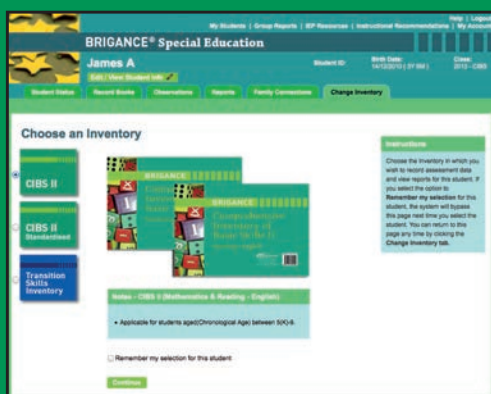 Help | Logout
My Students | Group Reports | IEP Resources | Instructional Recommendations | My Account
BRIGANCE® Special Education
James A
Student ID:
Birth Date:
Class:
2013 - CIBS
Edit / View Student Info
Student Status
Record Books
Observations
Reports
Family Connections
Change Inventory
Choose an Inventory
CIBS II
CIBS II
Standardised
Transition
Skills
Inventory
BRIGANCE
BRIGANCE
Comprehensive
Inventory of
Basic Skills II
Notes - CIBS II (Mathematics & Reading - English)
• Applicable for students aged(Chronological Age) between 5(K)-6.
Remember my selection for this student
Continue
Instructions
Choose the Inventory in which you
wish to record assessment data
and view reports for this student. If
you select the option to
Remember my selection for this
student, the system will bypass
this page next time you select the
student. You can return to this
page any time by clicking the
Change Inventory tab.